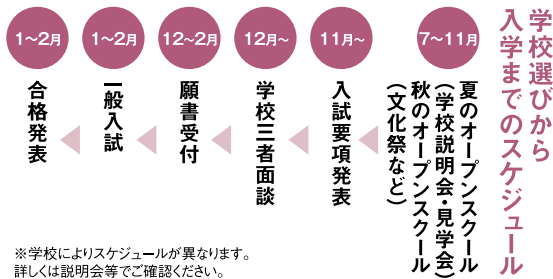 学校選びから
入学までのスケジュール
7〜11月
夏のオープンスクール
(学校説明会・見学会)
秋のオープンスクール
(文化祭など)
11月〜
入試要項発表
12月〜
学校三者面談
12〜2月
願書受付
1〜2月
一般入試
1〜2月
合格発表
※学校によりスケジュールが異なります。
詳しくは説明会等でご確認ください。